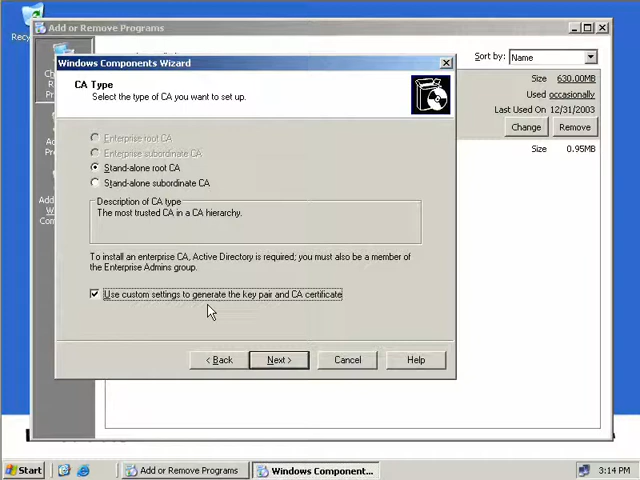 Recyc
Add or Remove Programs
Sort by: Name
Windows Components Wizard
CA Type
Select the type of CA you want to set up.
Size 630.00MB
Used occasionally
Last Used On 12/31/2003
Change Remove
Size 0.95MB
Enterprise root CA
Enterprise subordinate CA
Stand-alone root CA
Stand-alone subordinate CA
Description of CA type
The most trusted CA in a CA hierarchy.
To install an enterprise CA, Active Directory is required; you must also be a member of
the Enterprise Admins group.
Use custom settings to generate the key pair and CA certificate
< Back Next > Cancel Help
Start Add or Remove Programs Windows Component... 3:14 PM